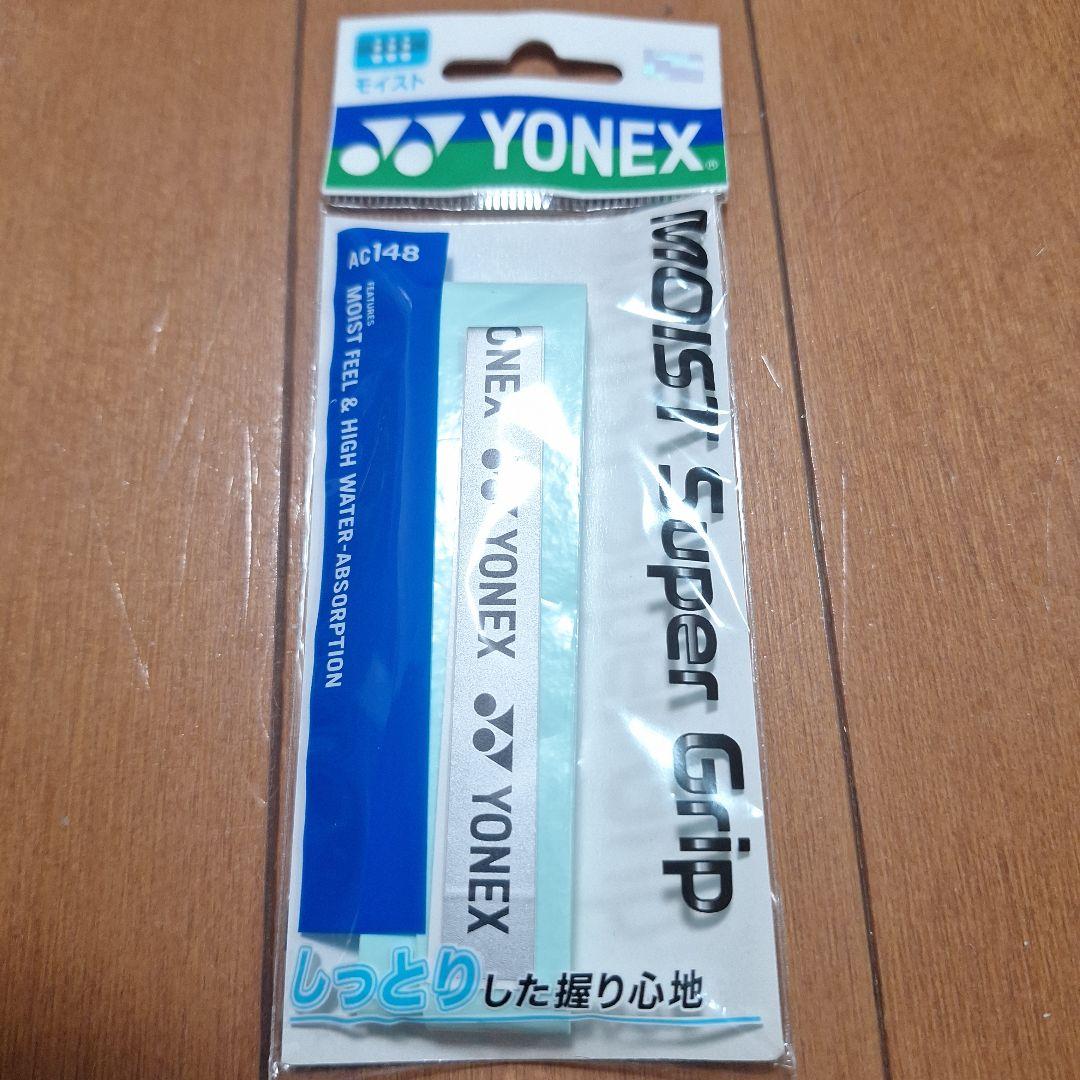 モイスト
YONEX®
AC148
FEATURES
MOIST FEEL & HIGH WATER-ABSORPTION
ONEX
YONEX
YONEX
MOIST Super Grip
しっとりした握り心地